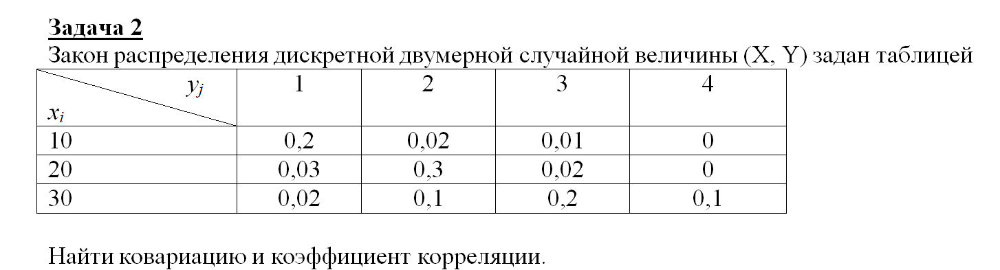 Задача 2
Закон распределения дискретной двумерной случайной величины (X, Y) задан таблицей
yj 1 2 3 4
xi
10 0,2 0,02 0,01 0
20 0,03 0,3 0,02 0
30 0,02 0,1 0,2 0,1
Найти ковариацию и коэффициент корреляции.